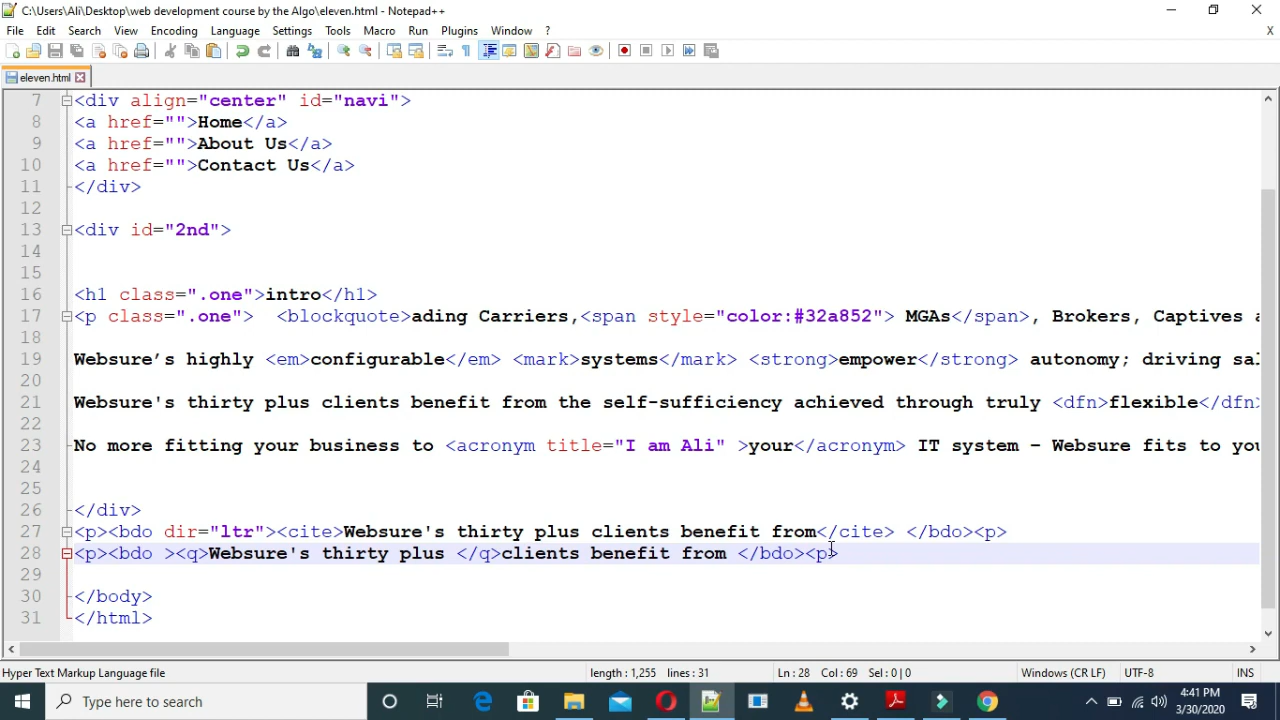 C:\Users\Ali\Desktop\web development course by the Algo\eleven.html - Notepad++
File Edit Search View Encoding Language Settings Tools Macro Run Plugins Window ? X
eleven.html
7 <div align="center" id="navi">
8 <a href="">Home</a>
9 <a href="">About Us</a>
10 <a href="">Contact Us</a>
11 </div>
12
13 <div id="2nd">
14
15
16 <h1 class=".one">intro</h1>
17 <p class=".one">  <blockquote>ading Carriers,<span style="color:#32a852"> MGAs</span>, Brokers, Captives a
18
19 Websure’s highly <em>configurable</em> <mark>systems</mark> <strong>empower</strong> autonomy; driving sal
20
21 Websure's thirty plus clients benefit from the self-sufficiency achieved through truly <dfn>flexible</dfn>
22
23 No more fitting your business to <acronym title="I am Ali" >your</acronym> IT system – Websure fits to you
24
25
26 </div>
27 <p><bdo dir="ltr"><cite>Websure's thirty plus clients benefit from</cite> </bdo><p>
28 <p><bdo ><q>Websure's thirty plus </q>clients benefit from </bdo><p>
29
30 </body>
31 </html>
Hyper Text Markup Language file length : 1,255 lines : 31 Ln : 28 Col : 69 Sel : 0 | 0 Windows (CR LF) UTF-8 INS
Type here to search
4:41 PM
3/30/2020